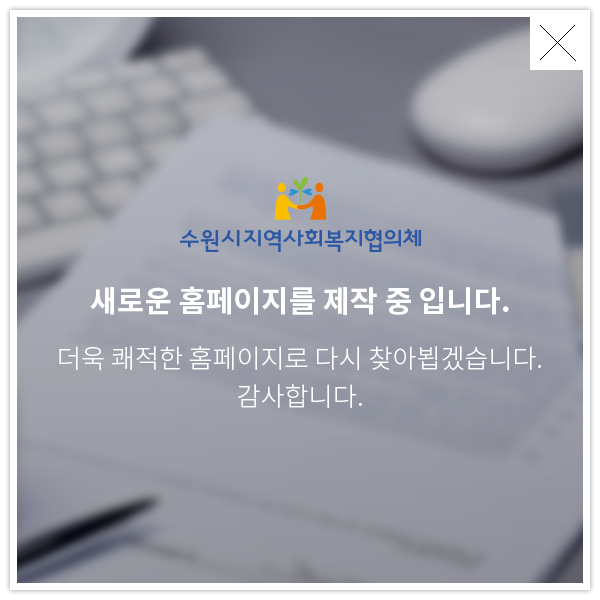 수원시지역사회복지협의체
새로운 홈페이지를 제작 중 입니다.
더욱 쾌적한 홈페이지로 다시 찾아뵙겠습니다.
감사합니다.